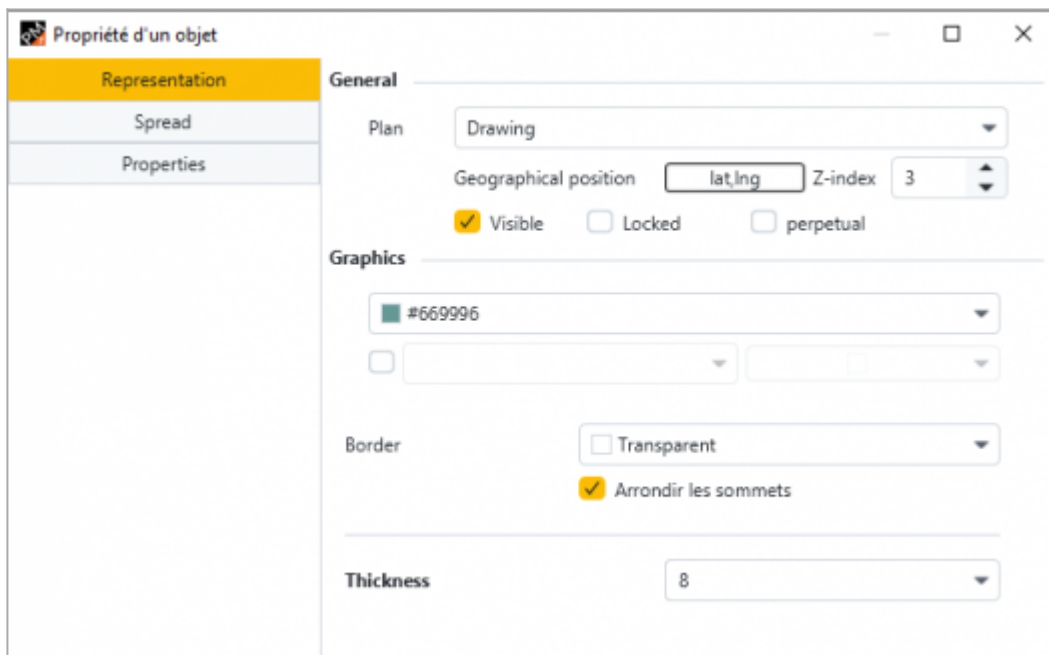 PM Propriété d'un objet
Representation
Spread
Properties
General
Plan Drawing
Geographical position lat,lng Z-index 3
Visible Locked perpetual
Graphics
#669996
Border Transparent
Arrondir les sommets
Thickness 8